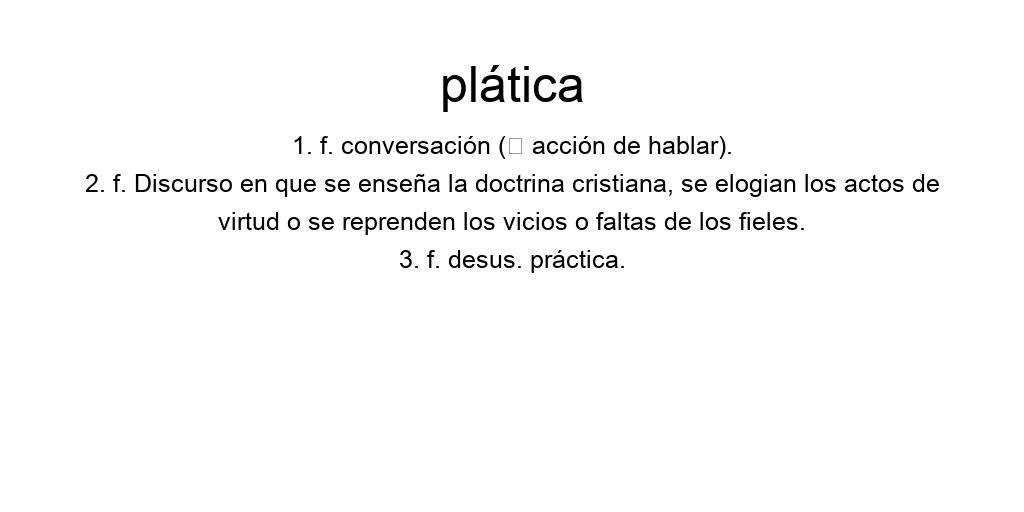 plática
1. f. conversación (□ acción de hablar).
2. f. Discurso en que se enseña la doctrina cristiana, se elogian los actos de
virtud o se reprenden los vicios o faltas de los fieles.
3. f. desus. práctica.